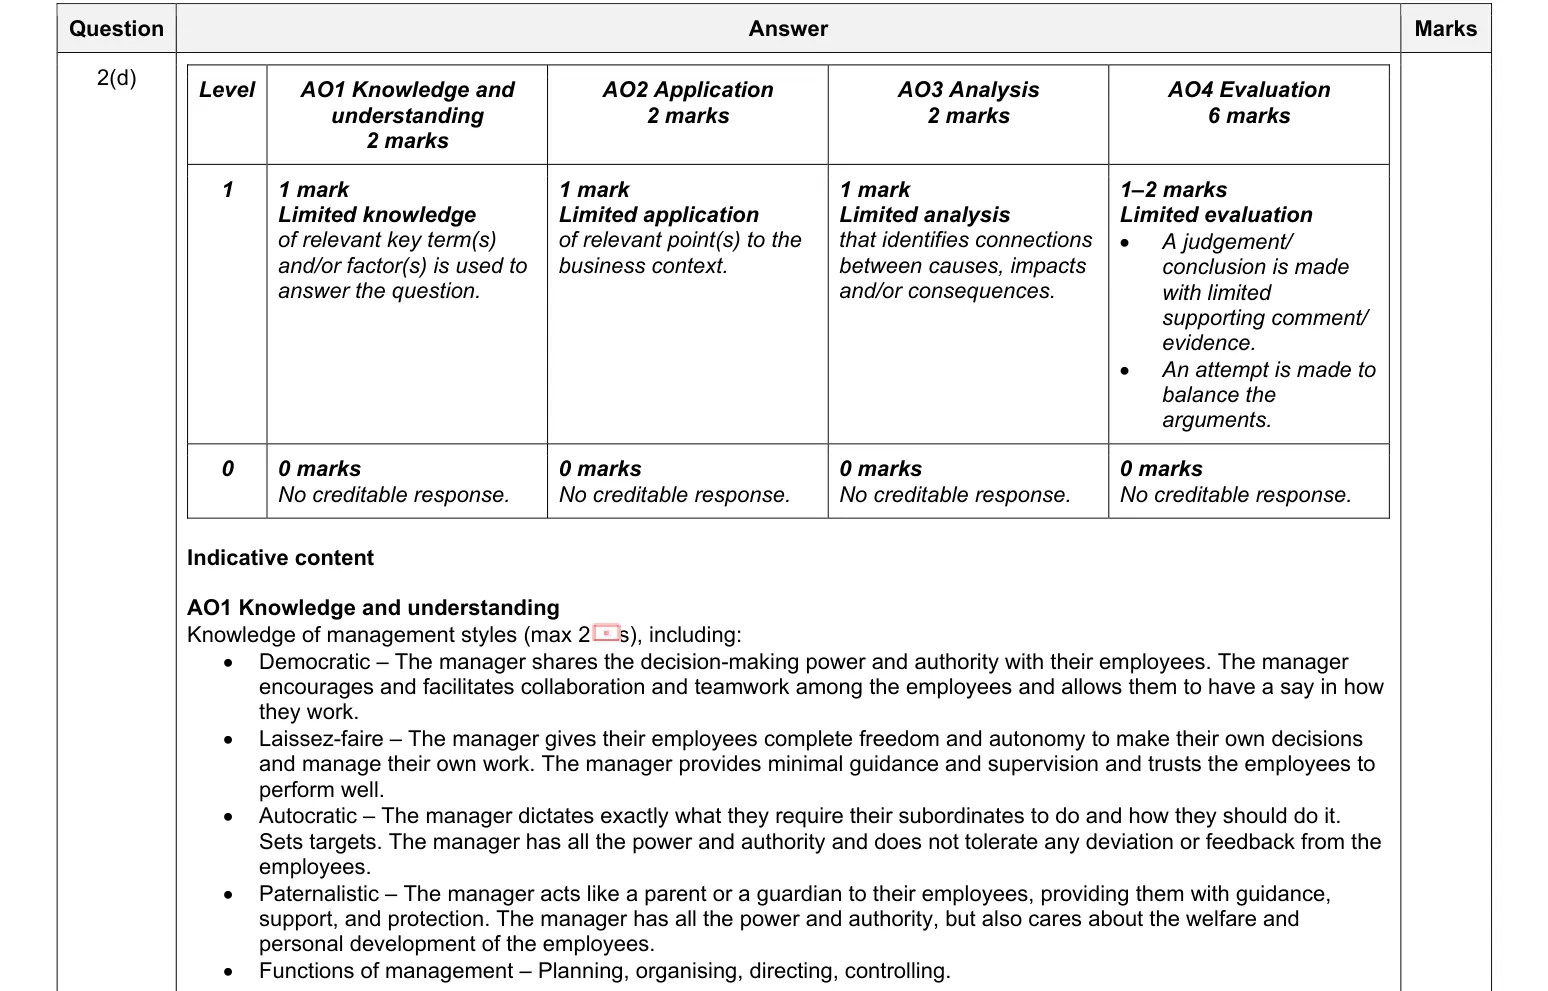 Question Answer Marks
2(d)
Level AO1 Knowledge and AO2 Application AO3 Analysis AO4 Evaluation
understanding 2 marks 2 marks 6 marks
2 marks
1 1 mark 1 mark 1 mark 1–2 marks
Limited knowledge Limited application Limited analysis Limited evaluation
of relevant key term(s) of relevant point(s) to the that identifies connections • A judgement/
and/or factor(s) is used to business context. between causes, impacts conclusion is made
answer the question. and/or consequences. with limited
supporting comment/
evidence.
• An attempt is made to
balance the
arguments.
0 0 marks 0 marks 0 marks 0 marks
No creditable response. No creditable response. No creditable response. No creditable response.
Indicative content
AO1 Knowledge and understanding
Knowledge of management styles (max 2 s), including:
• Democratic – The manager shares the decision-making power and authority with their employees. The manager
encourages and facilitates collaboration and teamwork among the employees and allows them to have a say in how
they work.
• Laissez-faire – The manager gives their employees complete freedom and autonomy to make their own decisions
and manage their own work. The manager provides minimal guidance and supervision and trusts the employees to
perform well.
• Autocratic – The manager dictates exactly what they require their subordinates to do and how they should do it.
Sets targets. The manager has all the power and authority and does not tolerate any deviation or feedback from the
employees.
• Paternalistic – The manager acts like a parent or a guardian to their employees, providing them with guidance,
support, and protection. The manager has all the power and authority, but also cares about the welfare and
personal development of the employees.
• Functions of management – Planning, organising, directing, controlling.